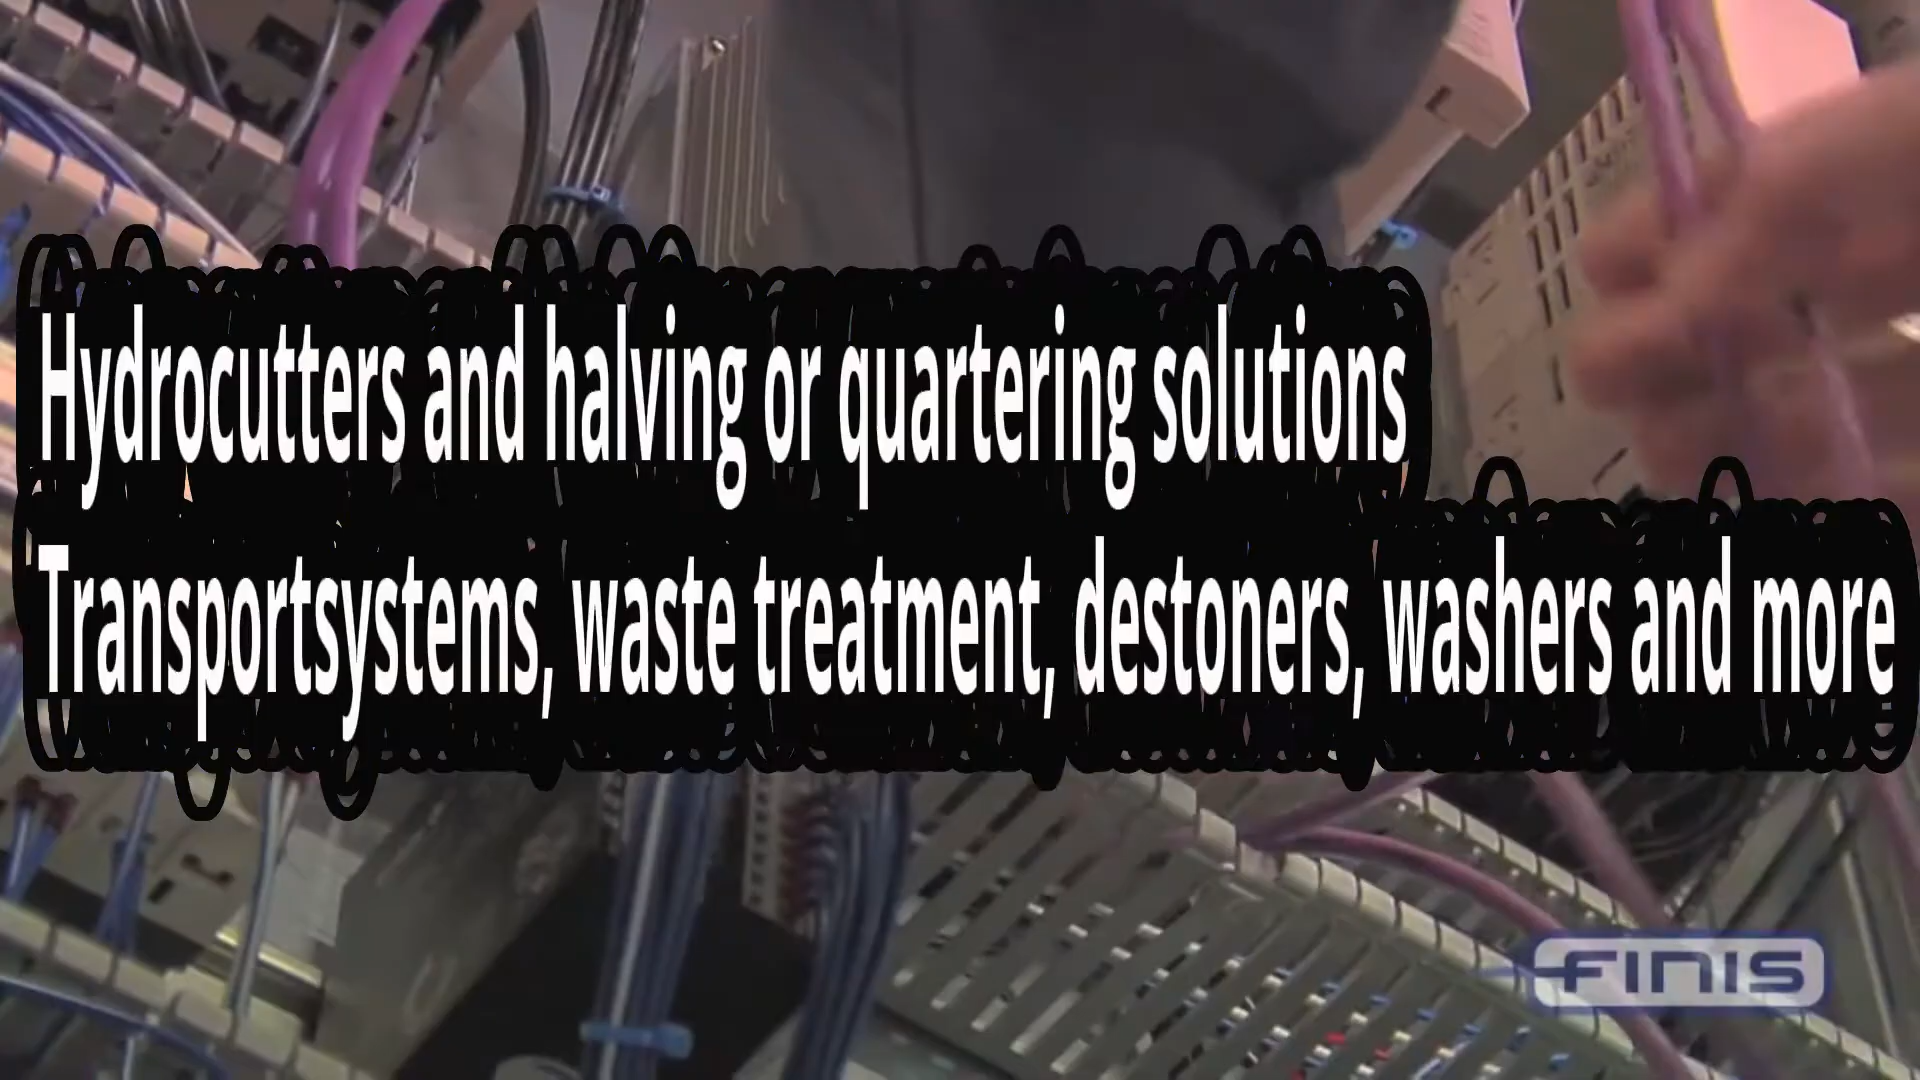 Hydrocutters and halving or quartering solutions
Transportsystems, waste treatment, destoners, washers and more
FINIS